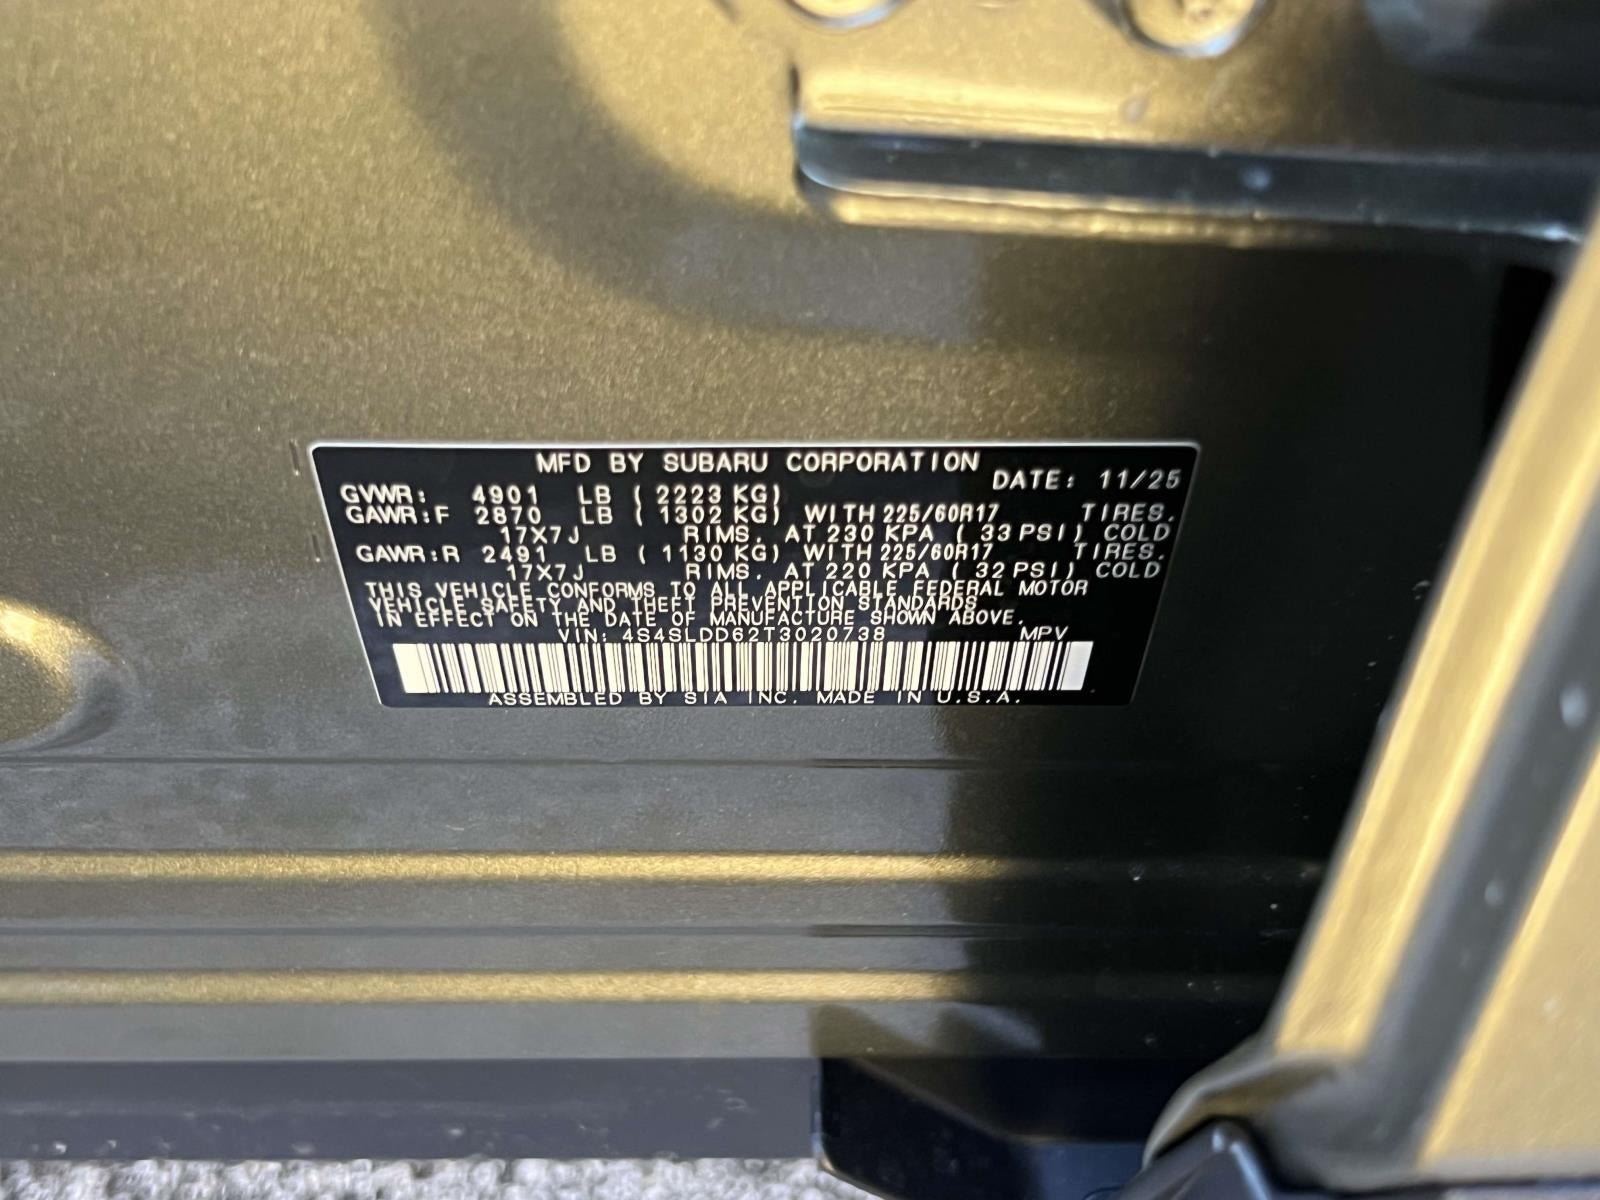 MFD BY SUBARU CORPORATION
DATE: 11/25
GVWR: 4901 LB ( 2223 KG)
GAWR:F 2870 LB ( 1302 KG) WITH 225/60R17 TIRES.
17X7J RIMS. AT 230 KPA ( 33 PSI) COLD
GAWR:R 2491 LB ( 1130 KG) WITH 225/60R17 TIRES.
17X7J RIMS. AT 220 KPA ( 32 PSI) COLD
THIS VEHICLE CONFORMS TO ALL APPLICABLE FEDERAL MOTOR
VEHICLE SAFETY AND THEFT PREVENTION STANDARDS
IN EFFECT ON THE DATE OF MANUFACTURE SHOWN ABOVE.
VIN: 4S4SLDD62T3020738 MPV
ASSEMBLED BY SIA INC. MADE IN U.S.A.